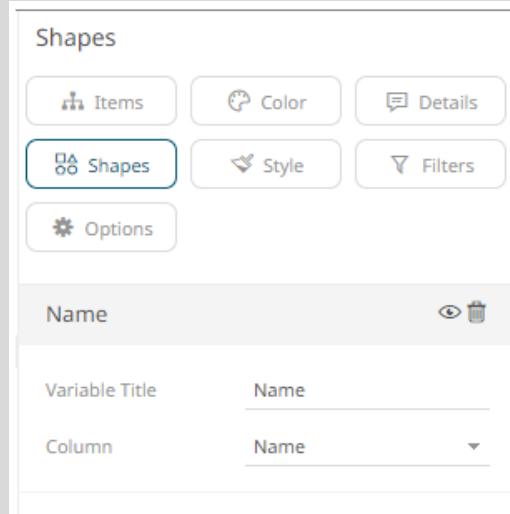 Shapes
Items Color Details
Shapes Style Filters
Options
Name
Variable Title Name
Column Name